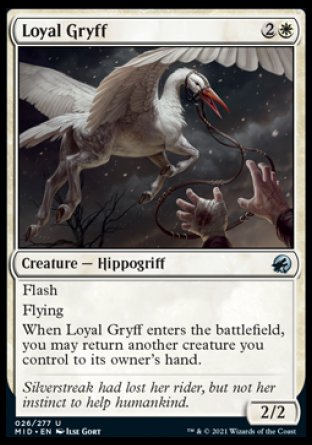 Loyal Gryff 2
Creature — Hippogriff
Flash
Flying
When Loyal Gryff enters the battlefield,
you may return another creature you
control to its owner's hand.
Silverstreak had lost her rider, but not her
instinct to help humankind.
2/2
026/277 U
MID • EN ILSE GORT ™ & © 2021 Wizards of the Coast